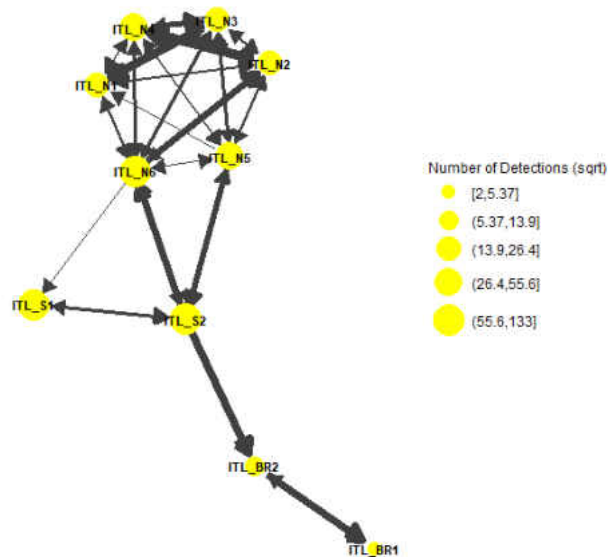 ITL_N3
ITL_N4
ITL_N2
ITL_N1
ITL_N5
ITL_N6
ITL_S1
ITL_S2
ITL_BR2
ITL_BR1
Number of Detections (sqrt)
[2,5.37]
(5.37,13.9]
(13.9,26.4]
(26.4,55.6]
(55.6,133]